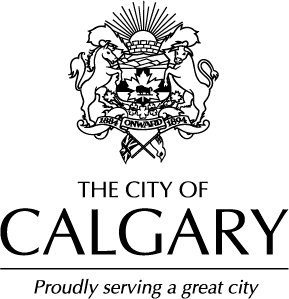 1884 ONWARD 1894
THE CITY OF
CALGARY
Proudly serving a great city